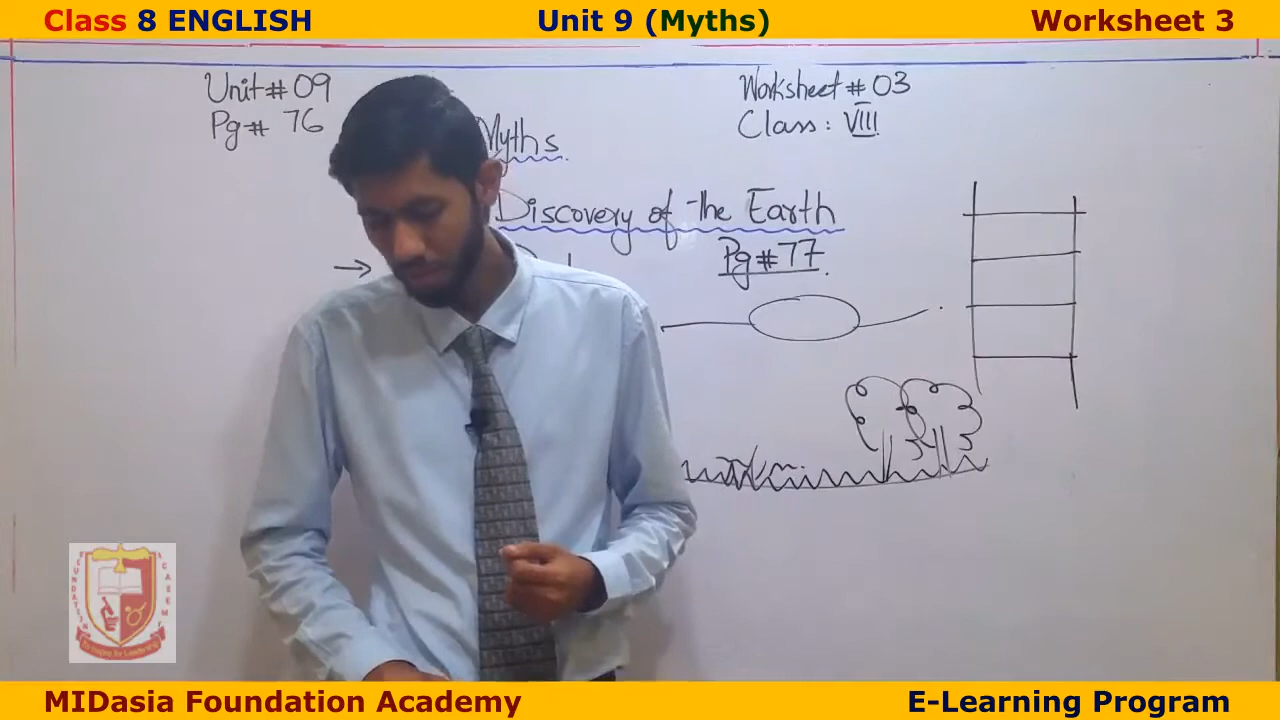 Class 8 ENGLISH
Unit 9 (Myths)
Worksheet 3
Unit # 09
Pg # 76
Worksheet # 03
Class : VIII
Myths
Discovery of the Earth
Pg # 77
MIDasia Foundation Academy
E-Learning Program